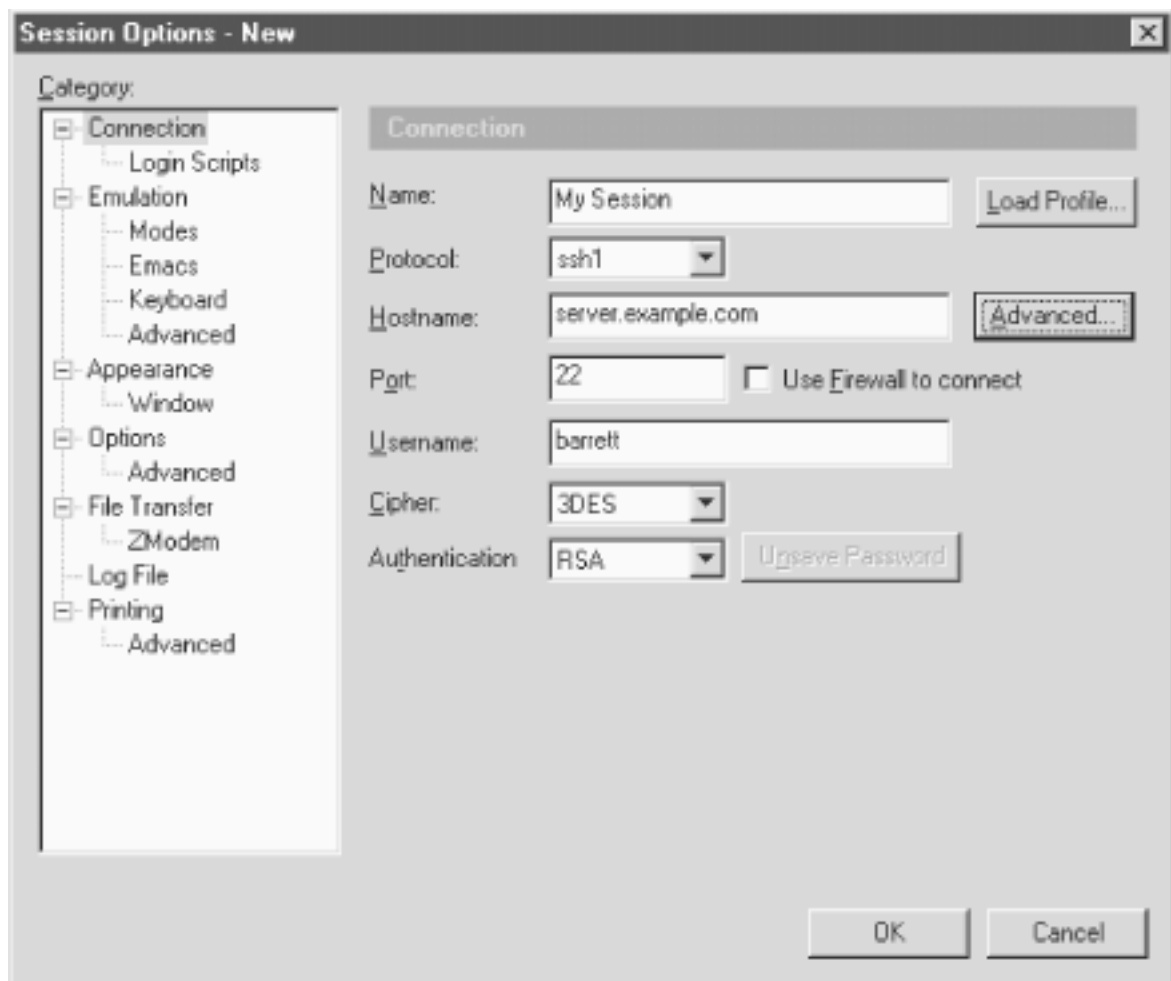 Session Options - New
Category:
Connection
Login Scripts
Emulation
Modes
Emacs
Keyboard
Advanced
Appearance
Window
Options
Advanced
File Transfer
ZModem
Log File
Printing
Advanced
Connection
Name: My Session Load Profile...
Protocol: ssh1
Hostname: server.example.com Advanced...
Port: 22 Use Firewall to connect
Username: barrett
Cipher: 3DES
Authentication RSA Unsave Password
OK Cancel